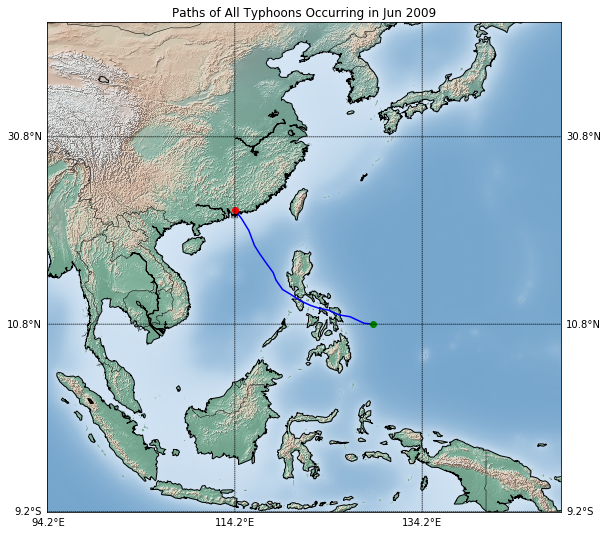 Paths of All Typhoons Occurring in Jun 2009
30.8°N 30.8°N
10.8°N 10.8°N
9.2°S 9.2°S
94.2°E 114.2°E 134.2°E